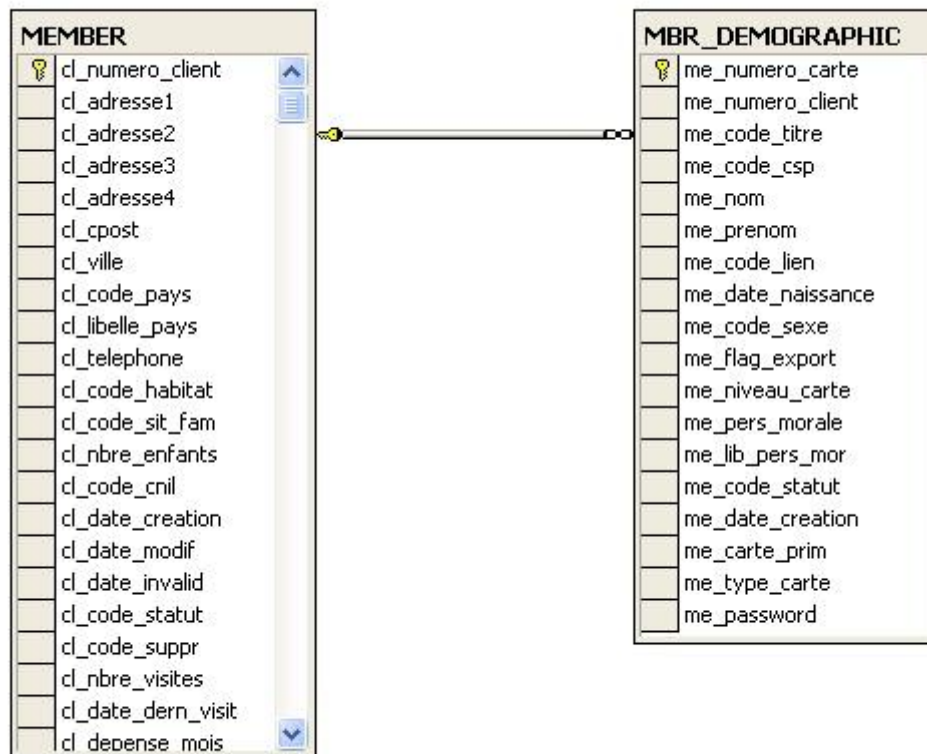 MEMBER
cl_numero_client
cl_adresse1
cl_adresse2
cl_adresse3
cl_adresse4
cl_cpost
cl_ville
cl_code_pays
cl_libelle_pays
cl_telephone
cl_code_habitat
cl_code_sit_fam
cl_nbre_enfants
cl_code_cnil
cl_date_creation
cl_date_modif
cl_date_invalid
cl_code_statut
cl_code_suppr
cl_nbre_visites
cl_date_dern_visit
cl_depense_mois
MBR_DEMOGRAPHIC
me_numero_carte
me_numero_client
me_code_titre
me_code_csp
me_nom
me_prenom
me_code_lien
me_date_naissance
me_code_sexe
me_flag_export
me_niveau_carte
me_pers_morale
me_lib_pers_mor
me_code_statut
me_date_creation
me_carte_prim
me_type_carte
me_password